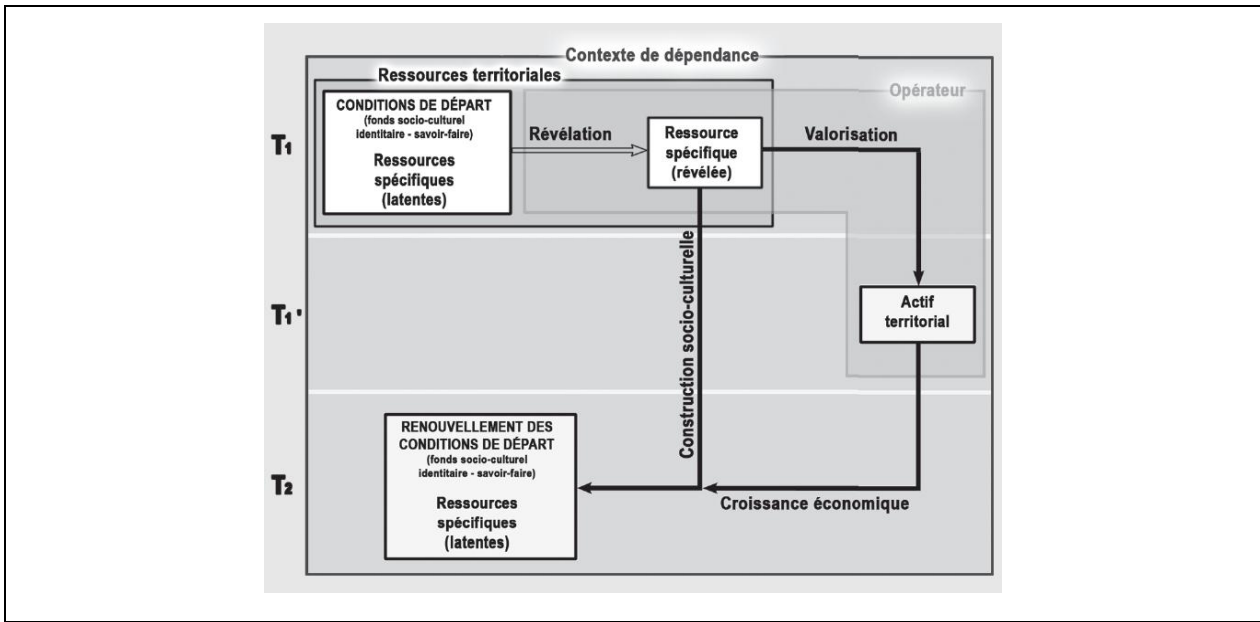 Contexte de dépendance
Ressources territoriales
Opérateur
T1
CONDITIONS DE DÉPART
(fonds socio-culturel
identitaire - savoir-faire)
Ressources
spécifiques
(latentes)
Révélation
Ressource
spécifique
(révélée)
Valorisation
Construction socio-culturelle
T1'
Actif
territorial
T2
RENOUVELLEMENT DES
CONDITIONS DE DÉPART
(fonds socio-culturel
identitaire - savoir-faire)
Ressources
spécifiques
(latentes)
Croissance économique